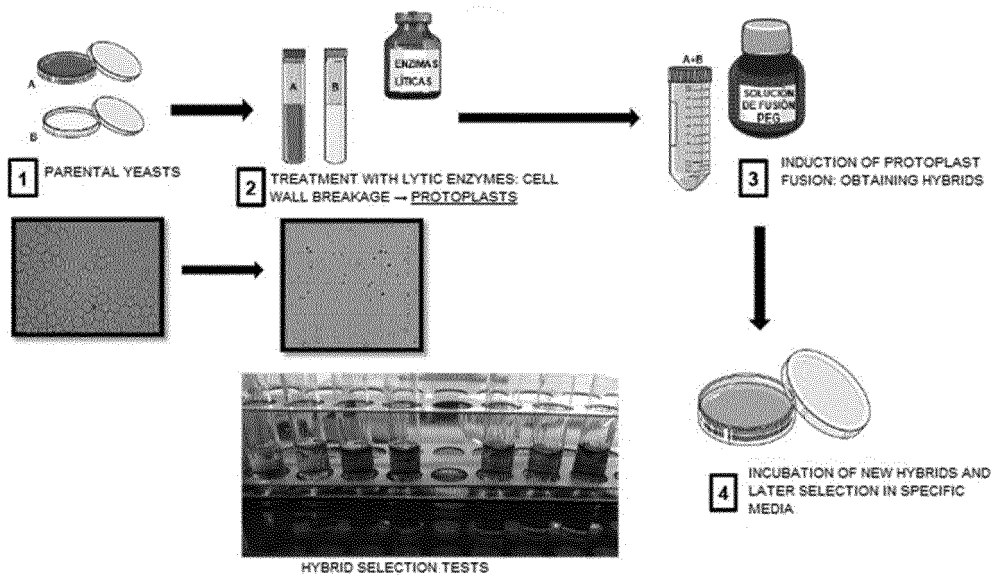 A
B
1
PARENTAL YEASTS
A
B
ENZIMAS
LÍTICAS
2
TREATMENT WITH LYTIC ENZYMES: CELL
WALL BREAKAGE → PROTOPLASTS
A+B
SOLUCIÓN
DE FUSIÓN
PEG
3
INDUCTION OF PROTOPLAST
FUSION: OBTAINING HYBRIDS
4
INCUBATION OF NEW HYBRIDS AND
LATER SELECTION IN SPECIFIC
MEDIA
HYBRID SELECTION TESTS